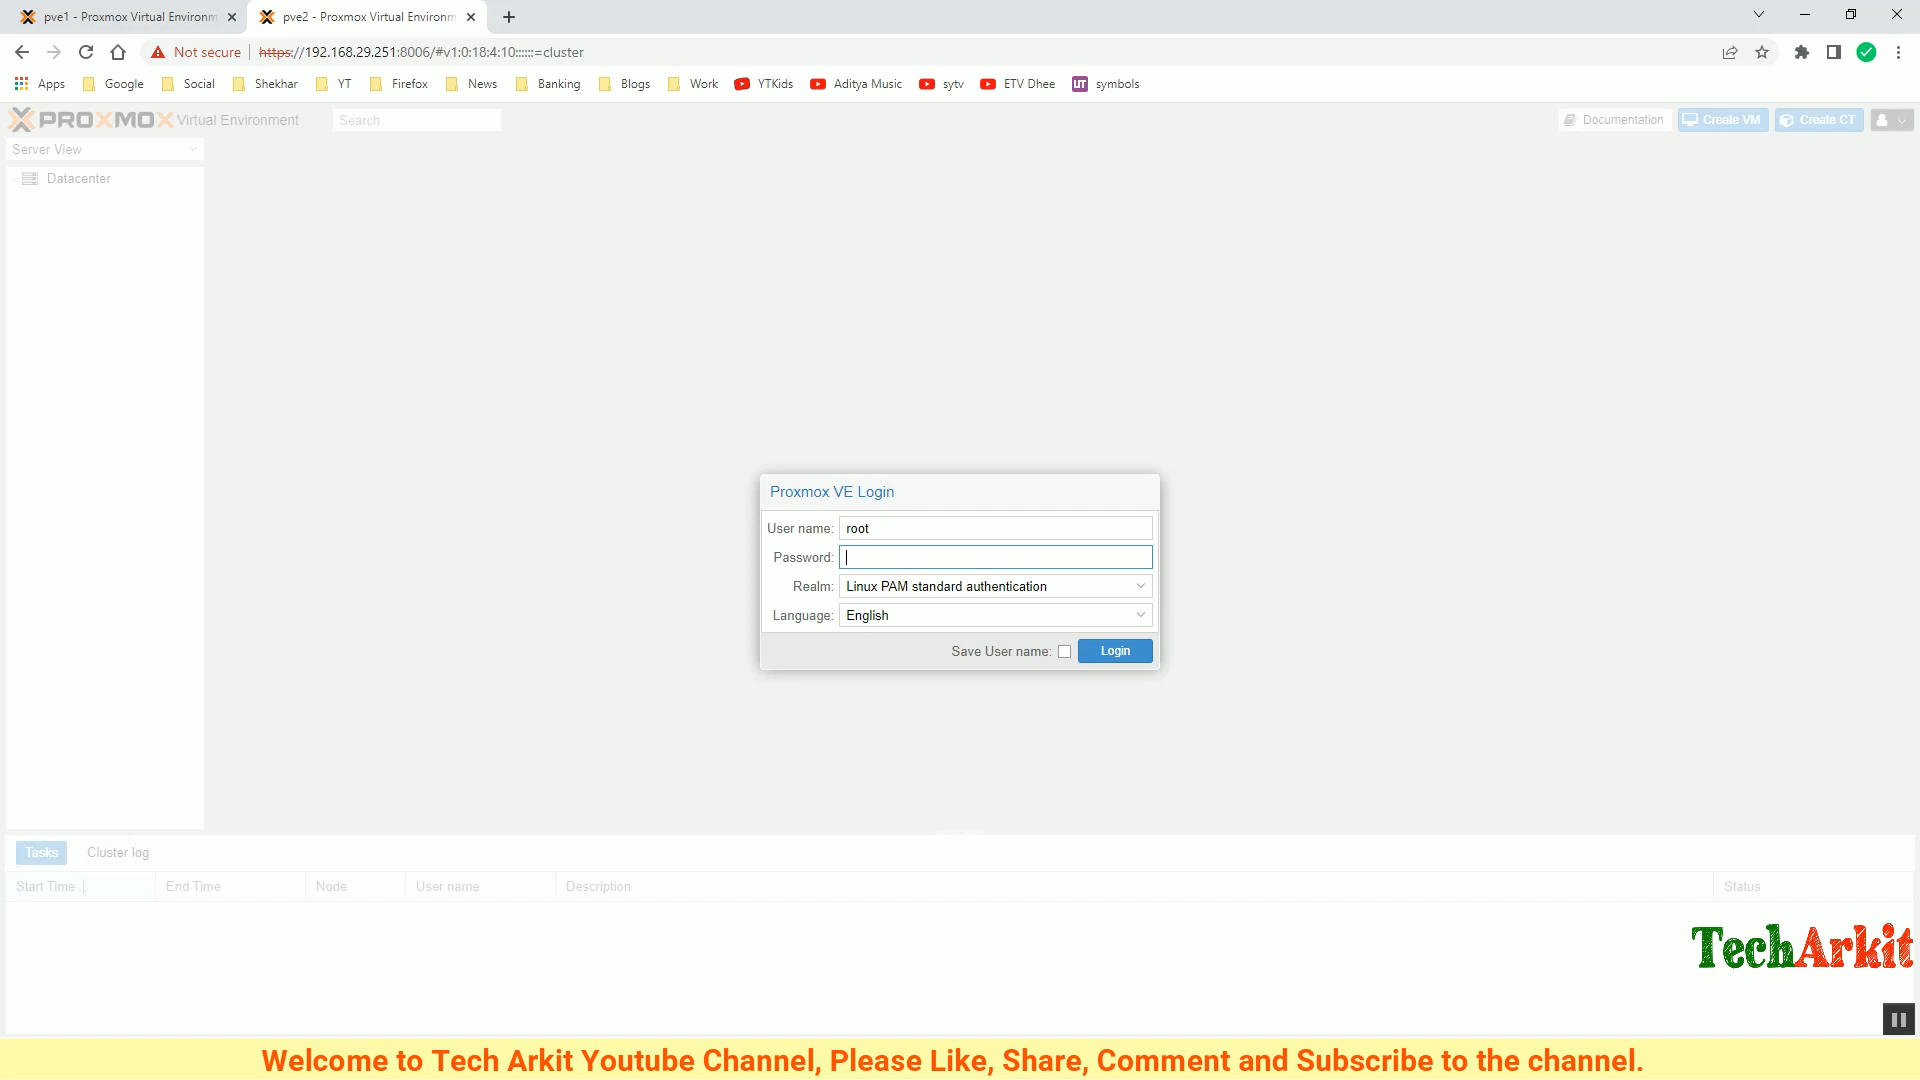 pve1 - Proxmox Virtual Environm
pve2 - Proxmox Virtual Environm
Not secure
https://192.168.29.251:8006/#v1:0:18:4:10::::::=cluster
Apps
Google
Social
Shekhar
YT
Firefox
News
Banking
Blogs
Work
YTKids
Aditya Music
sytv
ETV Dhee
UT
symbols
PROXMOX Virtual Environment
Search
Documentation
Create VM
Create CT
Server View
Datacenter
Proxmox VE Login
User name: root
Password:
Realm: Linux PAM standard authentication
Language: English
Save User name:
Login
Tasks
Cluster log
Start Time
End Time
Node
User name
Description
Status
TechArkit
Welcome to Tech Arkit Youtube Channel, Please Like, Share, Comment and Subscribe to the channel.